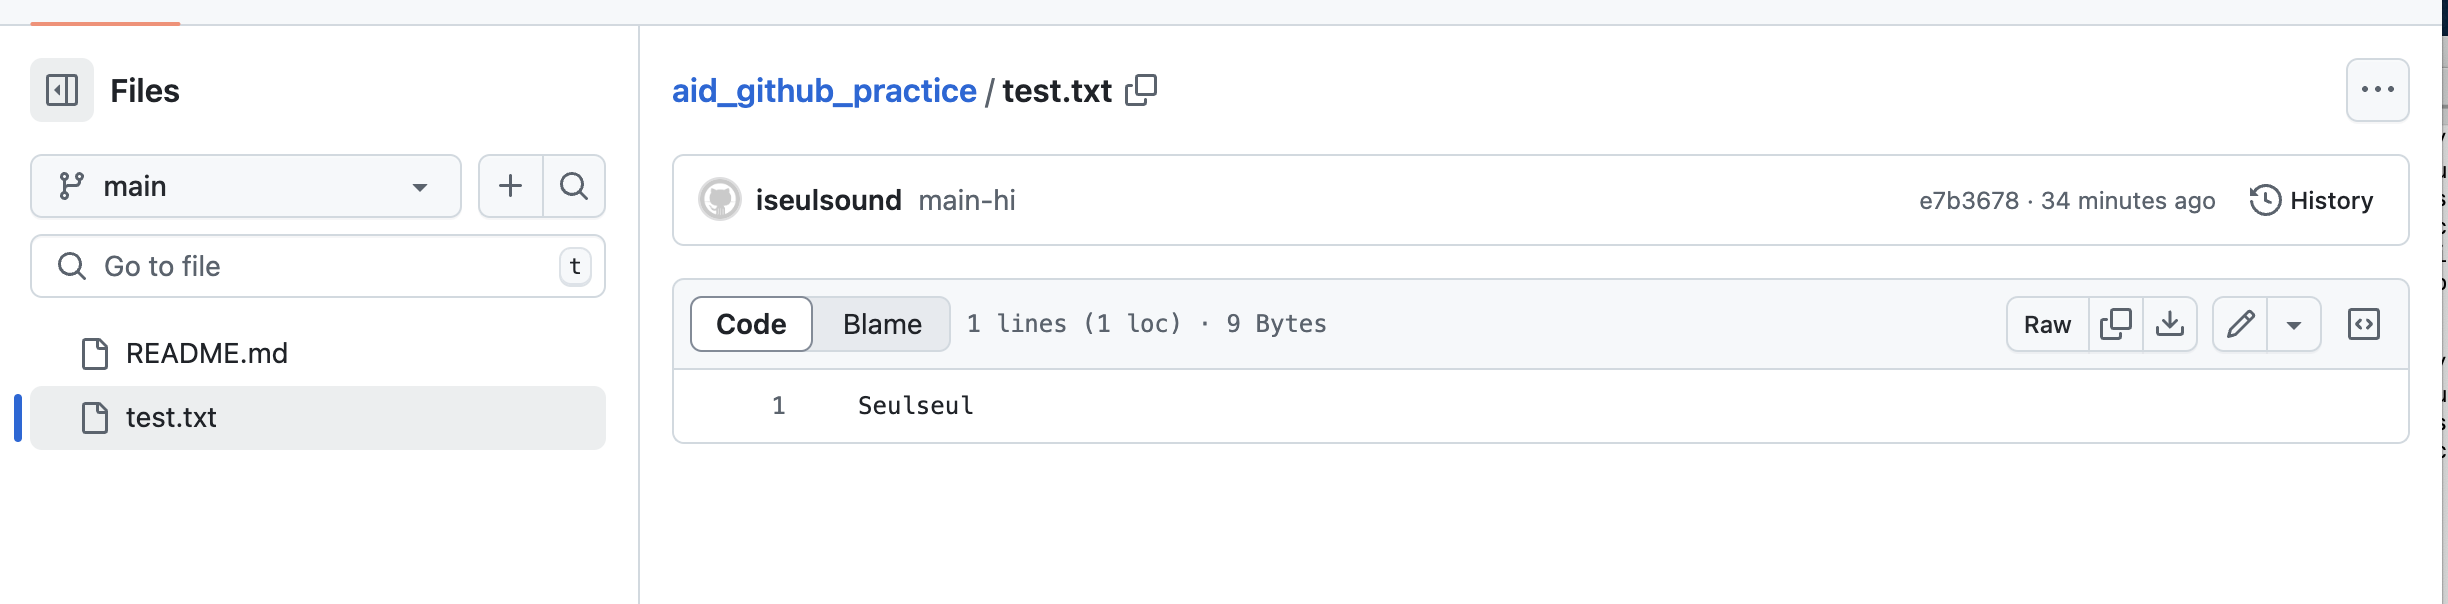 Files
main
Go to file
t
README.md
test.txt
aid_github_practice / test.txt
iseulsound main-hi
e7b3678 · 34 minutes ago
History
Code
Blame
1 lines (1 loc) · 9 Bytes
Raw
1 Seulseul